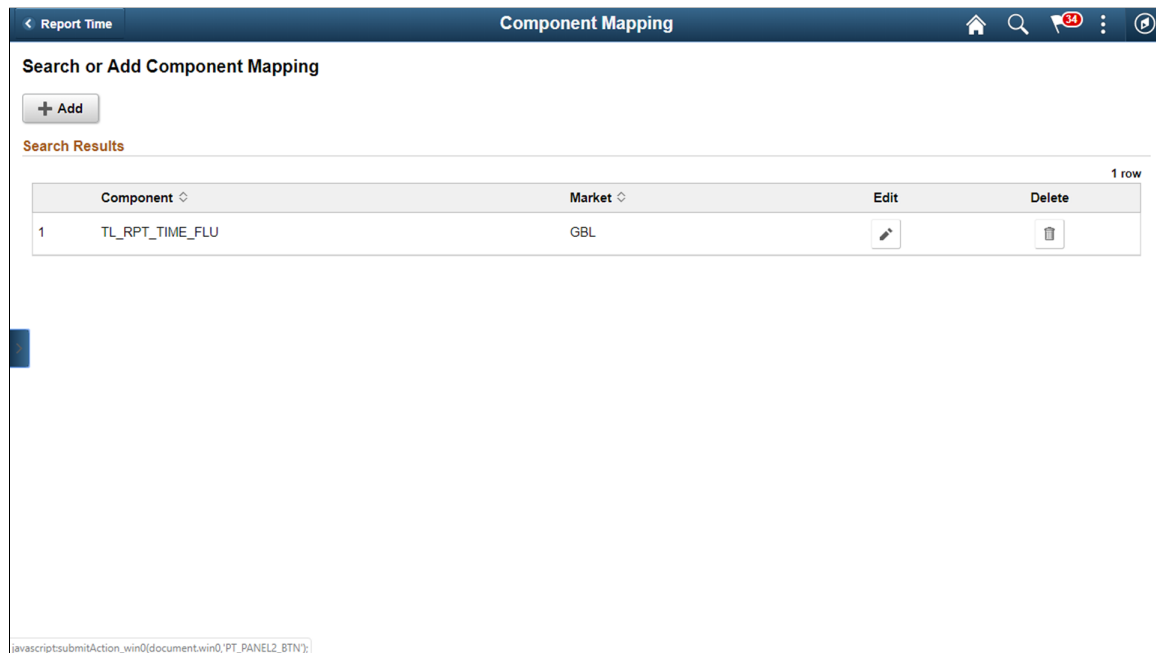 Report Time
Component Mapping
34
Search or Add Component Mapping
Add
Search Results
1 row
Component Market Edit Delete
1 TL_RPT_TIME_FLU GBL
javascript:submitAction_win0(document.win0,'PT_PANEL2_BTN');